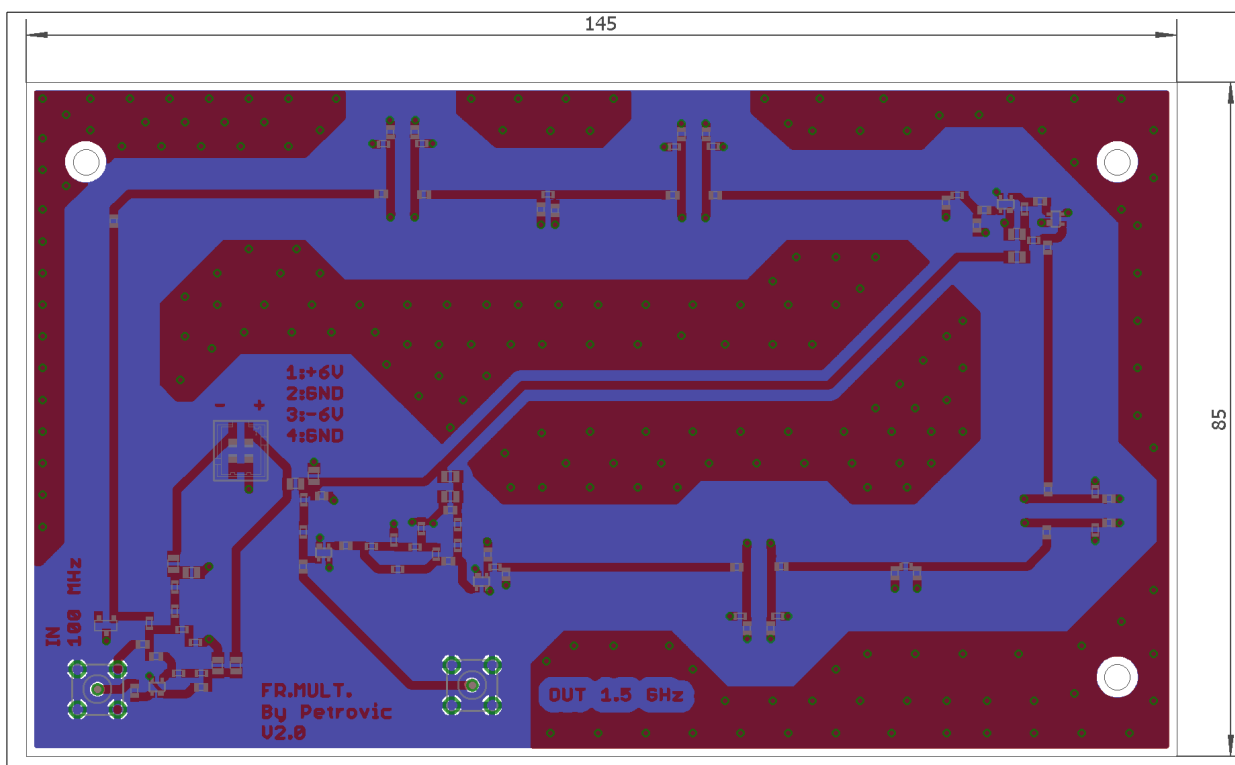 145
85
1:+6V
2:GND
3:-6V
4:GND
- +
IN
100 MHz
FR.MULT.
By Petrovic
V2.0
OUT 1.5 GHz